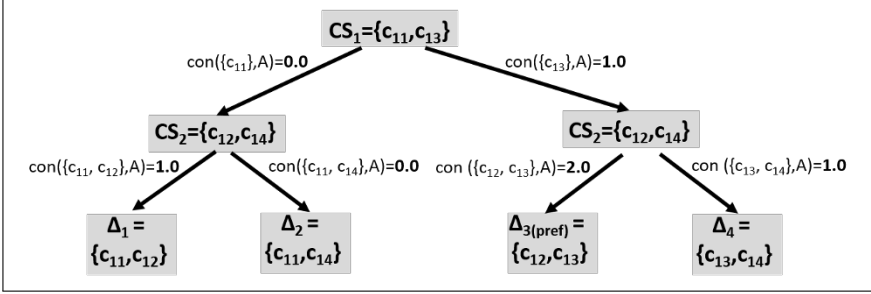 CS₁={c₁₁,c₁₃}
con({c₁₁},A)=0.0
con({c₁₃},A)=1.0
CS₂={c₁₂,c₁₄}
CS₂={c₁₂,c₁₄}
con({c₁₁, c₁₂},A)=1.0
con({c₁₁, c₁₄},A)=0.0
con ({c₁₂, c₁₃},A)=2.0
con ({c₁₃, c₁₄},A)=1.0
Δ₁ =
{c₁₁,c₁₂}
Δ₂ =
{c₁₁,c₁₄}
Δ₃₍pref₎ =
{c₁₂,c₁₃}
Δ₄ =
{c₁₃,c₁₄}